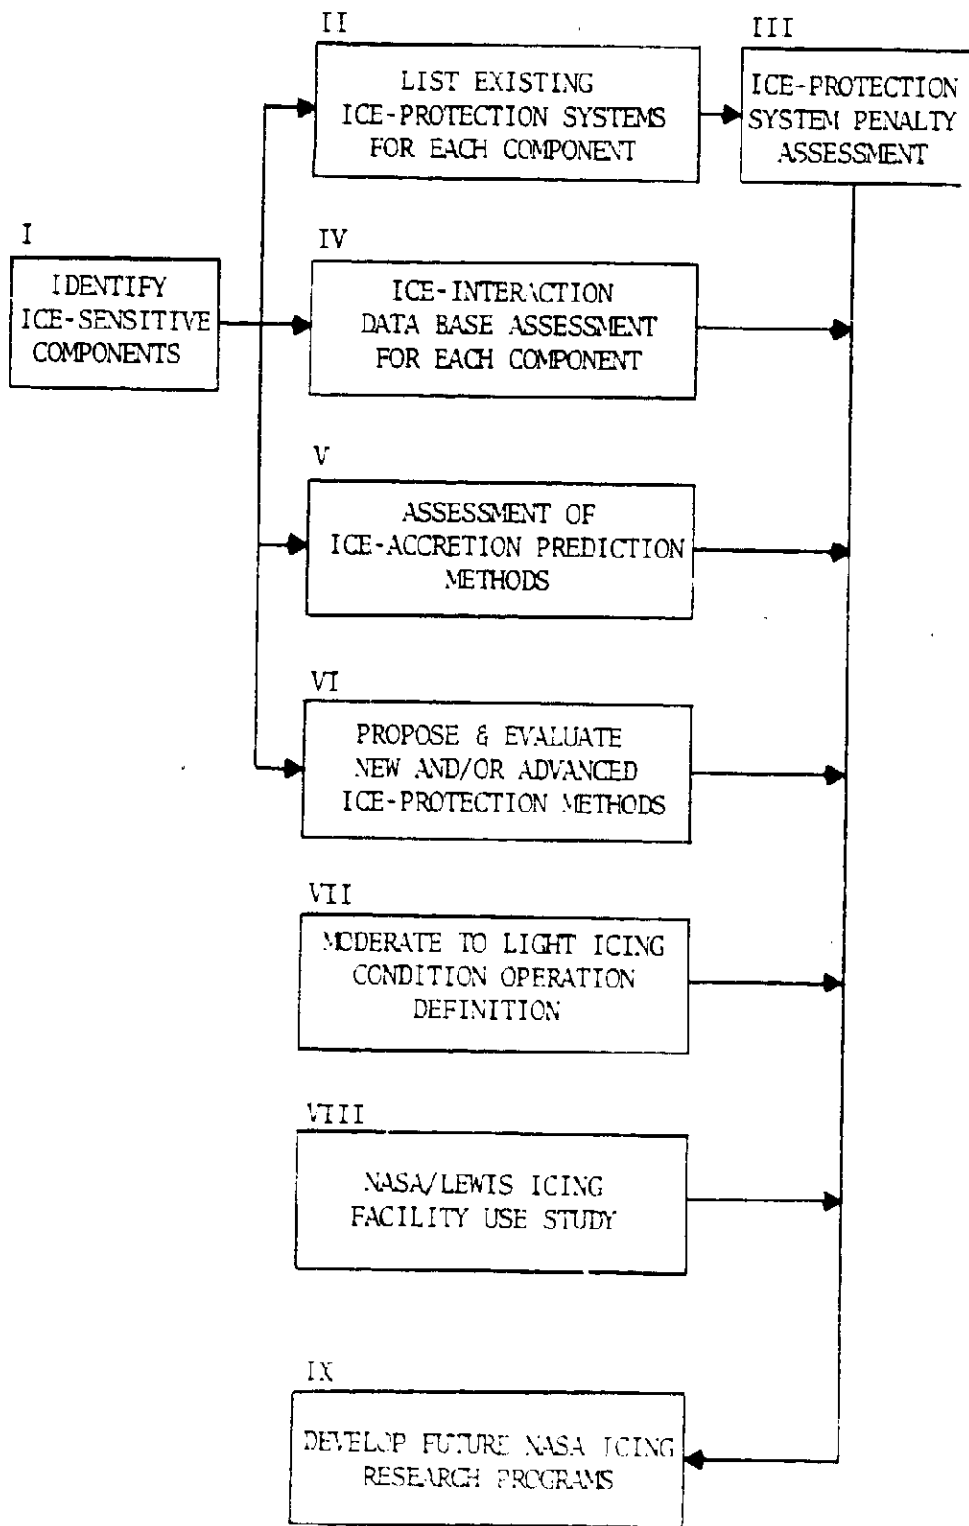 II
LIST EXISTING
ICE-PROTECTION SYSTEMS
FOR EACH COMPONENT
III
ICE-PROTECTION
SYSTEM PENALTY
ASSESSMENT
I
IDENTIFY
ICE-SENSITIVE
COMPONENTS
IV
ICE-INTERACTION
DATA BASE ASSESSMENT
FOR EACH COMPONENT
V
ASSESSMENT OF
ICE-ACCRETION PREDICTION
METHODS
VI
PROPOSE & EVALUATE
NEW AND/OR ADVANCED
ICE-PROTECTION METHODS
VII
MODERATE TO LIGHT ICING
CONDITION OPERATION
DEFINITION
VIII
NASA/LEWIS ICING
FACILITY USE STUDY
IX
DEVELOP FUTURE NASA ICING
RESEARCH PROGRAMS